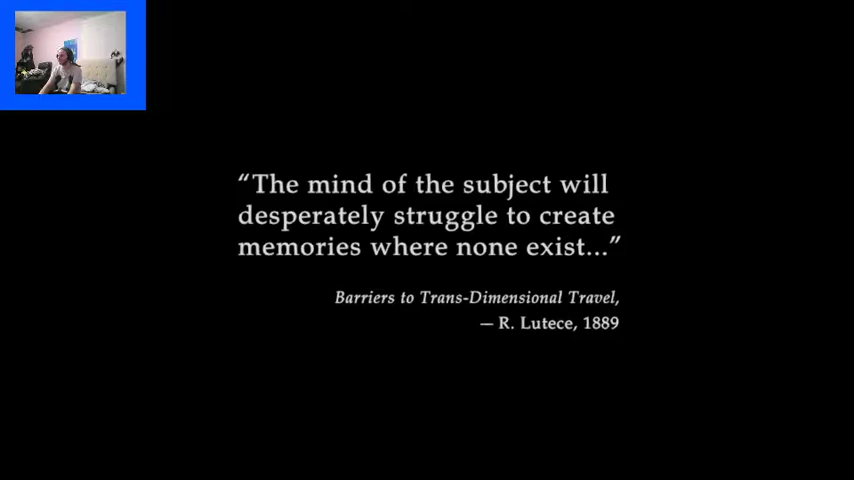 “The mind of the subject will
desperately struggle to create
memories where none exist...”
Barriers to Trans-Dimensional Travel,
— R. Lutece, 1889